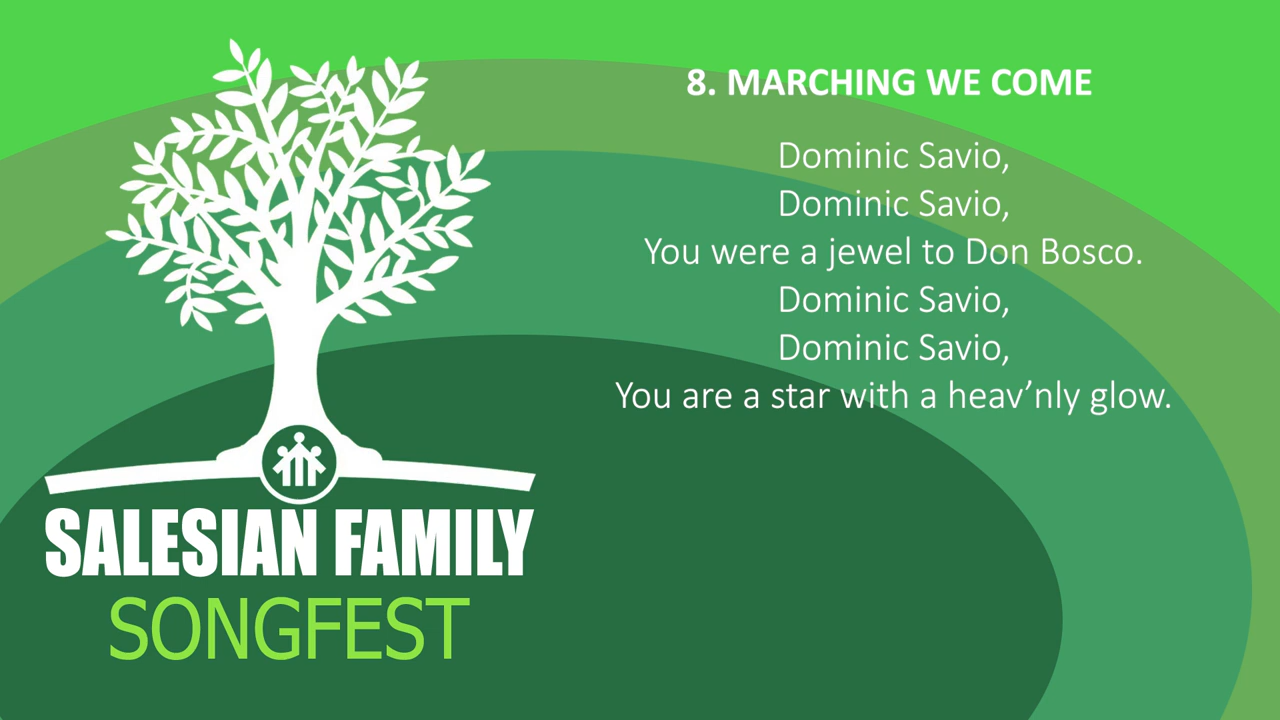 8. MARCHING WE COME
Dominic Savio,
Dominic Savio,
You were a jewel to Don Bosco.
Dominic Savio,
Dominic Savio,
You are a star with a heav’nly glow.
SALESIAN FAMILY
SONGFEST